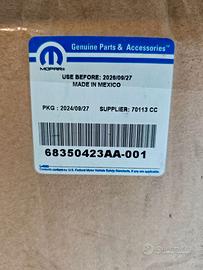 Genuine Parts & Accessories
MOPAR
USE BEFORE: 2026/09/27
MADE IN MEXICO
PKG : 2024/09/27 SUPPLIER: 70113 CC
68350423AA-001